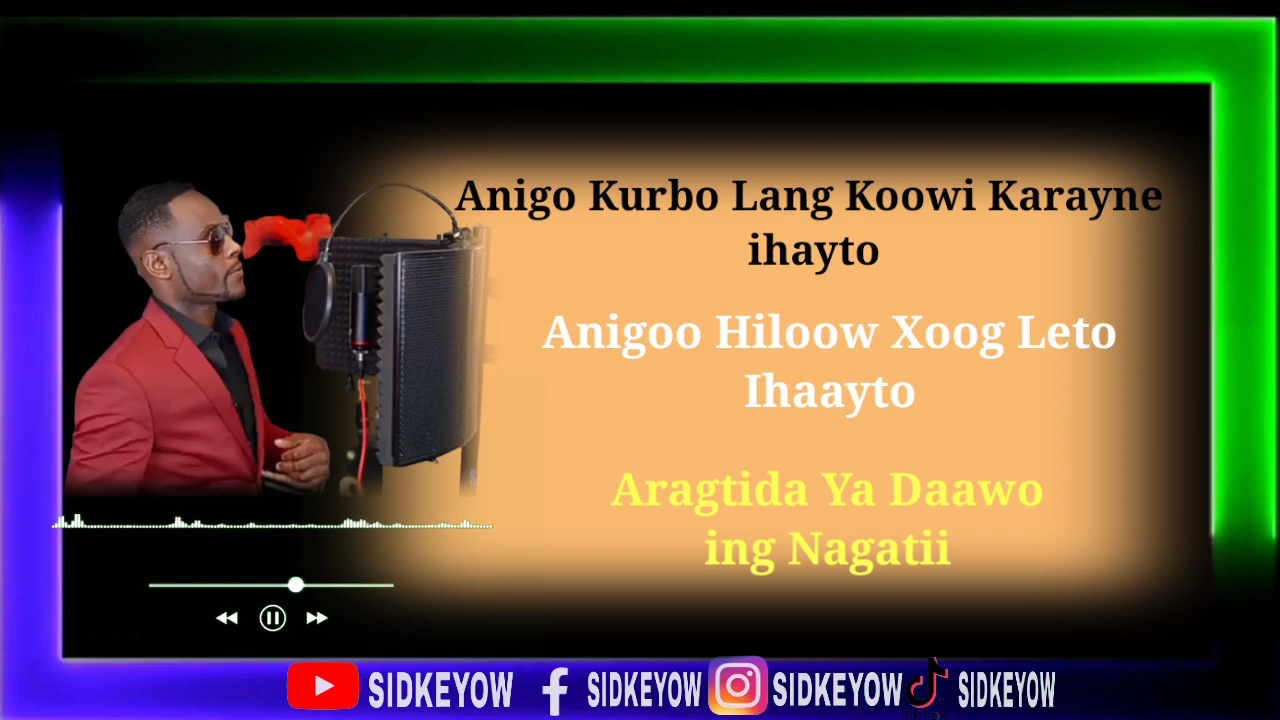 Anigo Kurbo Lang Koowi Karayne
ihayto
Anigoo Hiloow Xoog Leto
Ihaayto
Aragtida Ya Daawo
ing Nagatii
SIDKEYOW SIDKEYOW SIDKEYOW SIDKEYOW